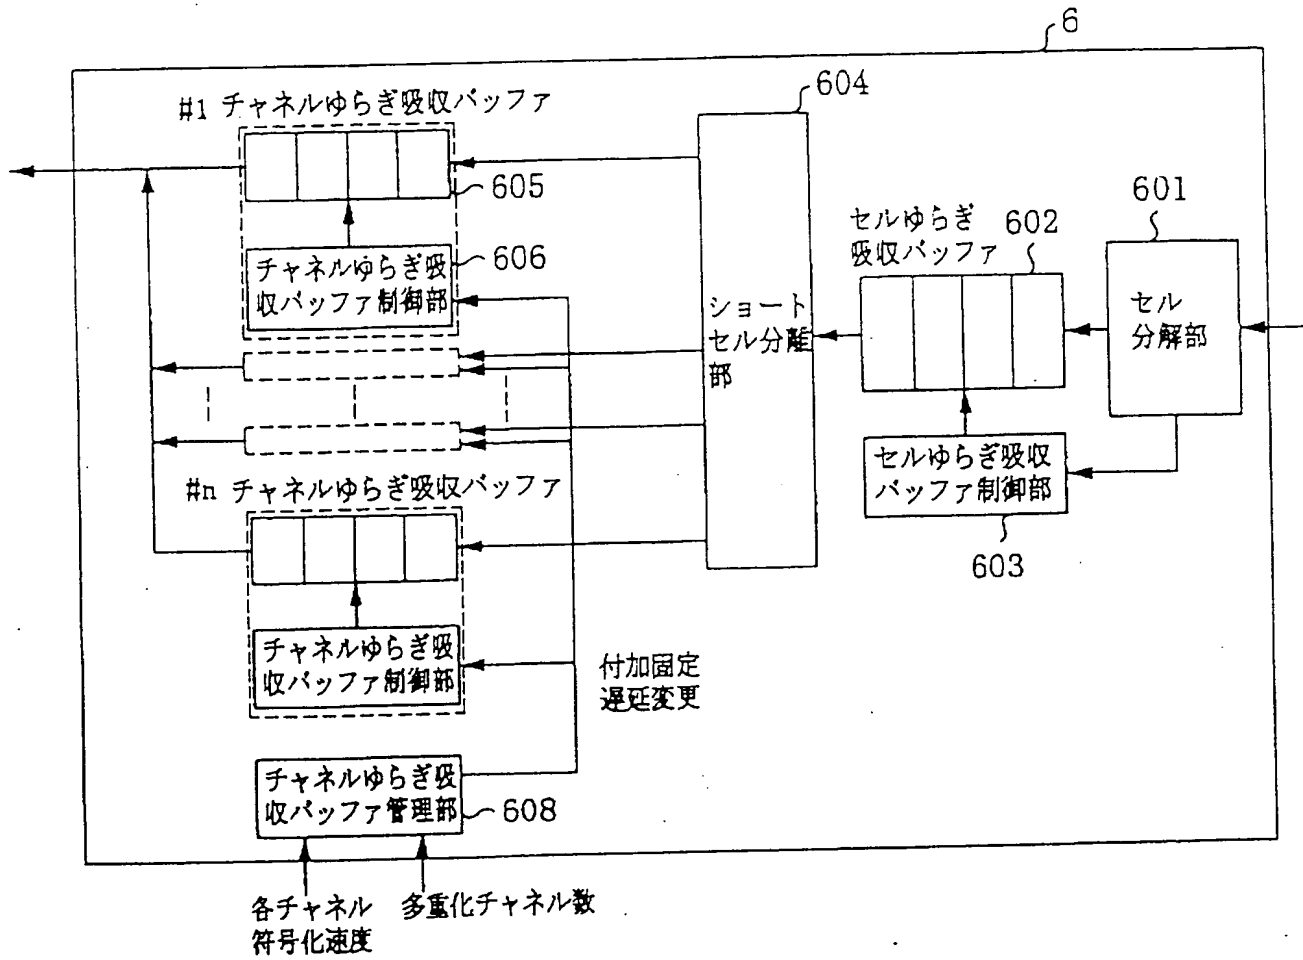 6
604
#1 チャネルゆらぎ吸収バッファ
605
606
チャネルゆらぎ吸
収バッファ制御部
ショート
セル分離
部
セルゆらぎ
吸収バッファ
602
601
セル
分解部
セルゆらぎ吸収
バッファ制御部
603
#n チャネルゆらぎ吸収バッファ
チャネルゆらぎ吸
収バッファ制御部
付加固定
遅延変更
チャネルゆらぎ吸
収バッファ管理部
608
各チャネル
符号化速度
多重化チャネル数